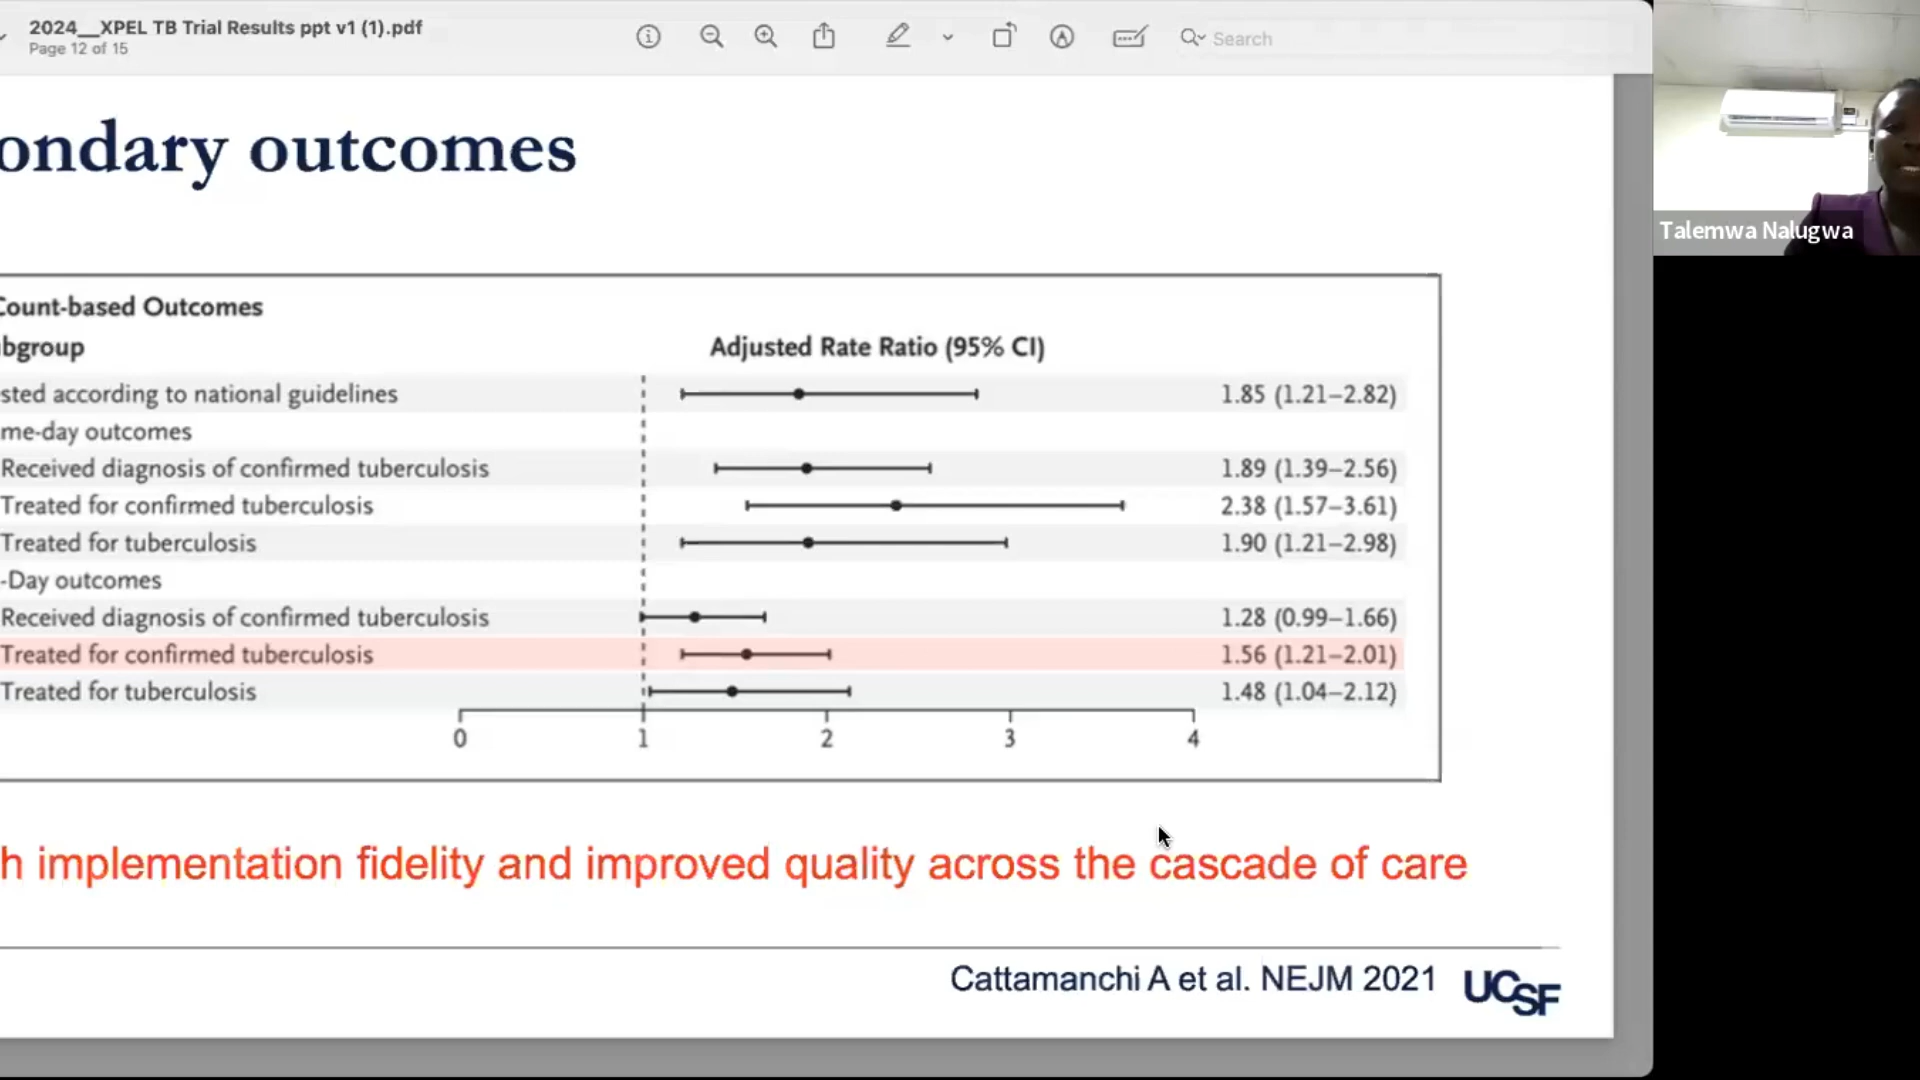 2024__XPEL TB Trial Results ppt v1 (1).pdf
Page 12 of 15
Search
Talemwa Nalugwa
ondary outcomes
Count-based Outcomes
bgroup
Adjusted Rate Ratio (95% CI)
sted according to national guidelines 1.85 (1.21–2.82)
me-day outcomes
Received diagnosis of confirmed tuberculosis 1.89 (1.39–2.56)
Treated for confirmed tuberculosis 2.38 (1.57–3.61)
Treated for tuberculosis 1.90 (1.21–2.98)
-Day outcomes
Received diagnosis of confirmed tuberculosis 1.28 (0.99–1.66)
Treated for confirmed tuberculosis 1.56 (1.21–2.01)
Treated for tuberculosis 1.48 (1.04–2.12)
0 1 2 3 4
h implementation fidelity and improved quality across the cascade of care
Cattamanchi A et al. NEJM 2021
UCSF